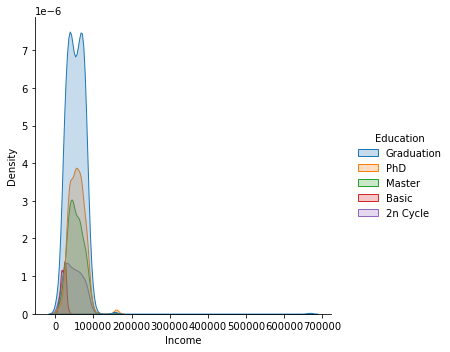 1e−6
7
6
5
4
3
2
1
0
Density
0 100000 200000 300000 400000 500000 600000 700000
Income
Education
Graduation
PhD
Master
Basic
2n Cycle